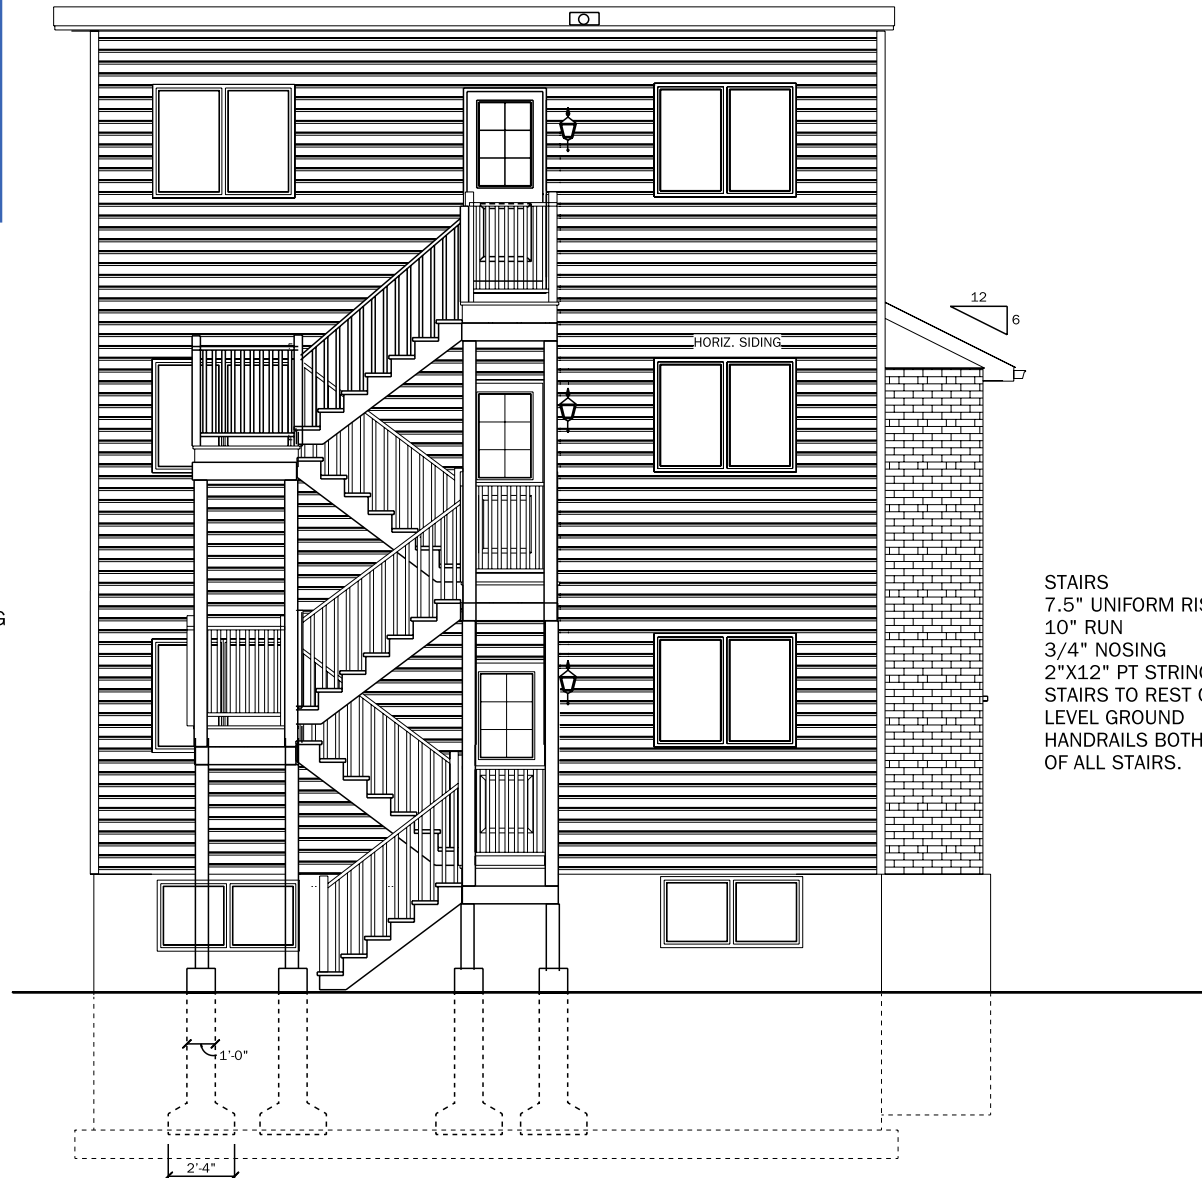 12
6
HORIZ. SIDING
G
STAIRS
7.5" UNIFORM RIS
10" RUN
3/4" NOSING
2"X12" PT STRING
STAIRS TO REST O
LEVEL GROUND
HANDRAILS BOTH
OF ALL STAIRS.
1'-0"
2'-4"